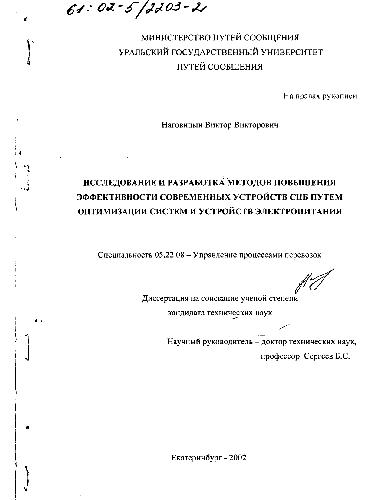 61:02-5/2203-2
МИНИСТЕРСТВО ПУТЕЙ СООБЩЕНИЯ
УРАЛЬСКИЙ ГОСУДАРСТВЕННЫЙ УНИВЕРСИТЕТ
ПУТЕЙ СООБЩЕНИЯ
На правах рукописи
Наговицын Виктор Викторович
ИССЛЕДОВАНИЕ И РАЗРАБОТКА МЕТОДОВ ПОВЫШЕНИЯ
ЭФФЕКТИВНОСТИ СОВРЕМЕННЫХ УСТРОЙСТВ СЦБ ПУТЕМ
ОПТИМИЗАЦИИ СИСТЕМ И УСТРОЙСТВ ЭЛЕКТРОПИТАНИЯ
Специальность 05.22.08 – Управление процессами перевозок
Диссертация на соискание ученой степени
кандидата технических наук
Научный руководитель – доктор технических наук,
профессор Сергеев Б.С.
Екатеринбург - 2002